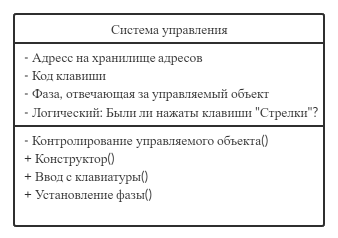 Система управления
- Адресс на хранилище адресов
- Код клавиши
- Фаза, отвечающая за управляемый объект
- Логический: Были ли нажаты клавиши "Стрелки"?
- Контролирование управляемого объекта()
+ Конструктор()
+ Ввод с клавиатуры()
+ Установление фазы()